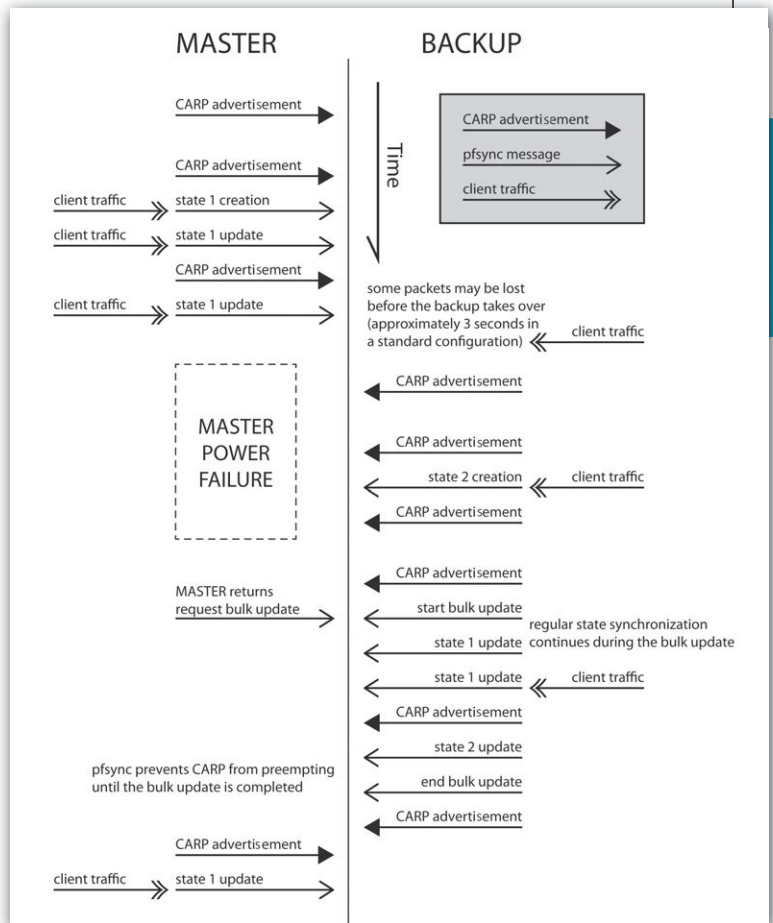 MASTER
BACKUP
CARP advertisement
Time
CARP advertisement
pfsync message
client traffic
CARP advertisement
client traffic
state 1 creation
client traffic
state 1 update
CARP advertisement
client traffic
state 1 update
some packets may be lost
before the backup takes over
(approximately 3 seconds in
a standard configuration)
client traffic
CARP advertisement
MASTER
POWER
FAILURE
CARP advertisement
state 2 creation
client traffic
CARP advertisement
CARP advertisement
MASTER returns
request bulk update
start bulk update
regular state synchronization
continues during the bulk update
state 1 update
state 1 update
client traffic
CARP advertisement
state 2 update
pfsync prevents CARP from preempting
until the bulk update is completed
end bulk update
CARP advertisement
CARP advertisement
client traffic
state 1 update